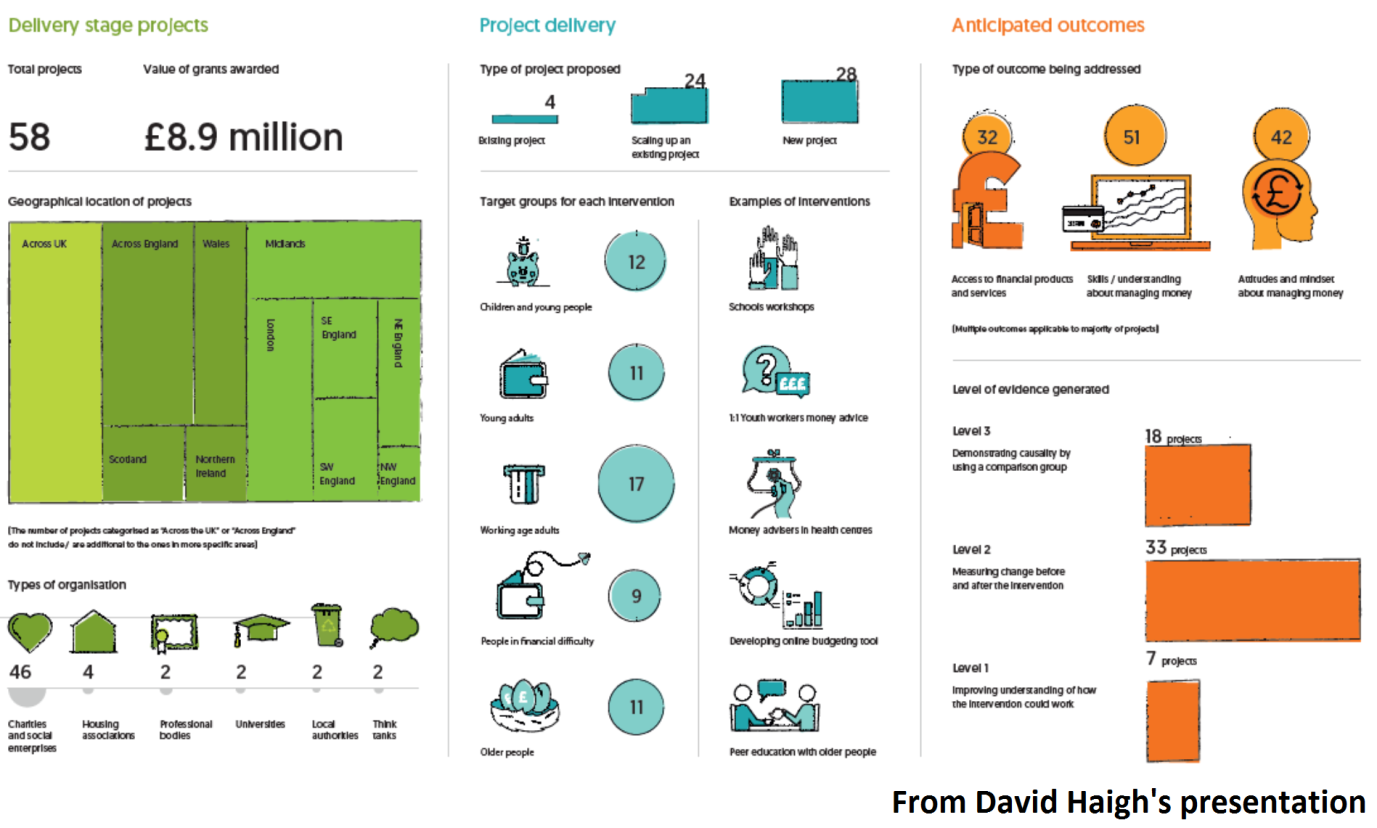 Delivery stage projects
Total projects
Value of grants awarded
58
£8.9 million
Geographical location of projects
Across UK
Across England
Wales
Midlands
London
SE
England
NE England
Scotland
Northern
Ireland
SW
England
NW
England
(The number of projects categorised as "Across the UK" or "Across England"
do not include/ are additional to the ones in more specific areas)
Types of organisation
46
4
2
2
2
2
Charities
and social
enterprises
Housing
associations
Professional
bodies
Universities
Local
authorities
Think
tanks
Project delivery
Type of project proposed
4
24
28
Existing project
Scaling up an
existing project
New project
Target groups for each intervention
12
Children and young people
11
Young adults
17
Working age adults
9
People in financial difficulty
£
11
Older people
Examples of interventions
Schools workshops
?
£££
1:1 Youth workers money advice
Money advisers in health centres
Developing online budgeting tool
Peer education with older people
Anticipated outcomes
Type of outcome being addressed
32
51
42
£
£
Access to financial products
and services
Skills / understanding
about managing money
Attitudes and mindset
about managing money
(Multiple outcomes applicable to majority of projects)
Level of evidence generated
Level 3
Demonstrating causality by
using a comparison group
18 projects
Level 2
Measuring change before
and after the intervention
33 projects
Level 1
Improving understanding of how
the intervention could work
7 projects
From David Haigh's presentation